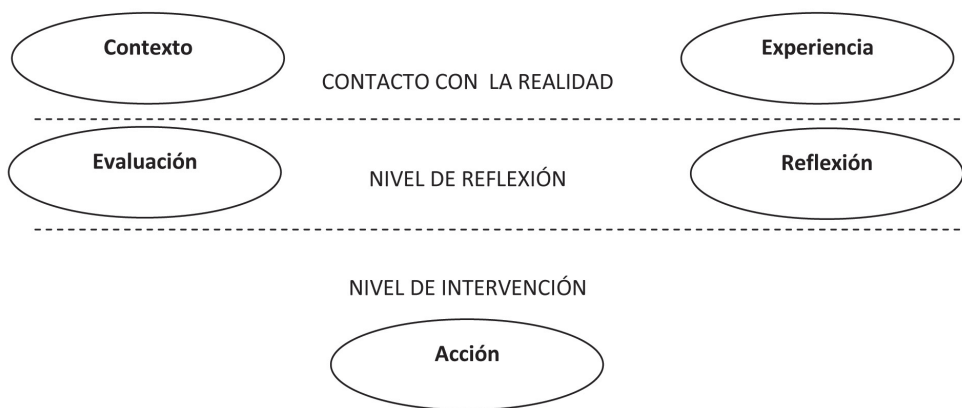 Contexto
Experiencia
CONTACTO CON LA REALIDAD
Evaluación
Reflexión
NIVEL DE REFLEXIÓN
NIVEL DE INTERVENCIÓN
Acción